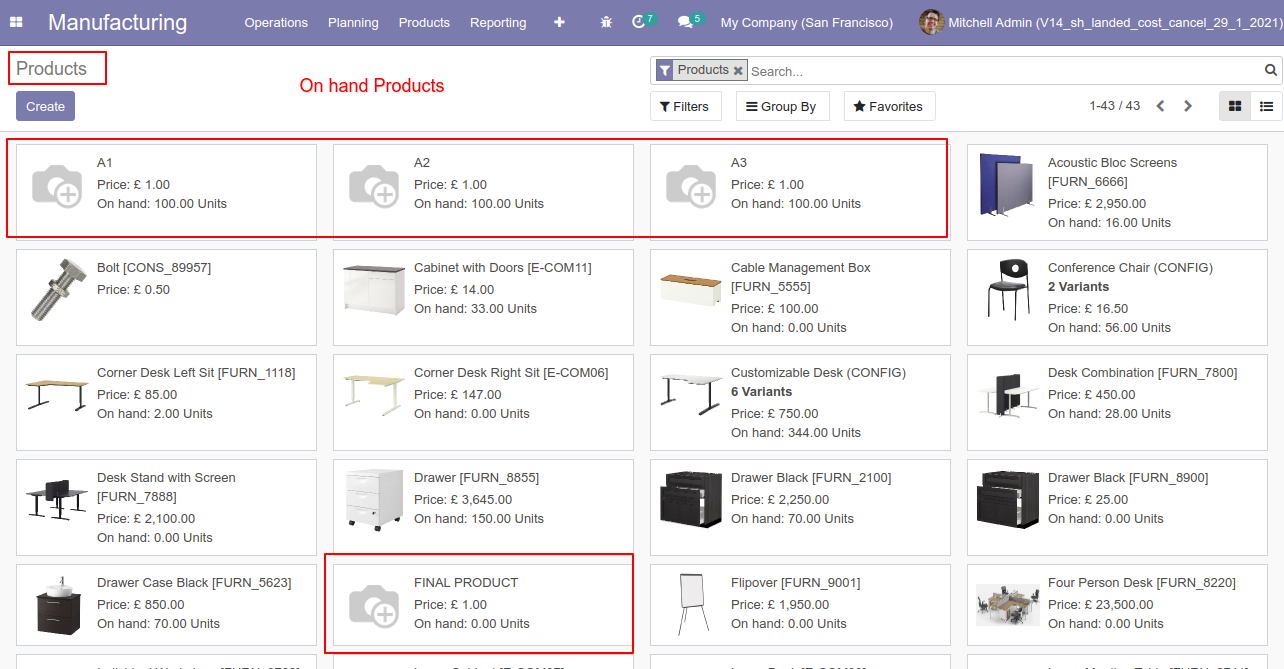 Manufacturing Operations Planning Products Reporting 7 5 My Company (San Francisco) Mitchell Admin (V14_sh_landed_cost_cancel_29_1_2021)
Products
On hand Products
Products Search...
Create
Filters Group By Favorites 1-43 / 43
A1
Price: £ 1.00
On hand: 100.00 Units
A2
Price: £ 1.00
On hand: 100.00 Units
A3
Price: £ 1.00
On hand: 100.00 Units
Acoustic Bloc Screens
[FURN_6666]
Price: £ 2,950.00
On hand: 16.00 Units
Bolt [CONS_89957]
Price: £ 0.50
Cabinet with Doors [E-COM11]
Price: £ 14.00
On hand: 33.00 Units
Cable Management Box
[FURN_5555]
Price: £ 100.00
On hand: 0.00 Units
Conference Chair (CONFIG)
2 Variants
Price: £ 16.50
On hand: 56.00 Units
Corner Desk Left Sit [FURN_1118]
Price: £ 85.00
On hand: 2.00 Units
Corner Desk Right Sit [E-COM06]
Price: £ 147.00
On hand: 0.00 Units
Customizable Desk (CONFIG)
6 Variants
Price: £ 750.00
On hand: 344.00 Units
Desk Combination [FURN_7800]
Price: £ 450.00
On hand: 28.00 Units
Desk Stand with Screen
[FURN_7888]
Price: £ 2,100.00
On hand: 0.00 Units
Drawer [FURN_8855]
Price: £ 3,645.00
On hand: 150.00 Units
Drawer Black [FURN_2100]
Price: £ 2,250.00
On hand: 70.00 Units
Drawer Black [FURN_8900]
Price: £ 25.00
On hand: 0.00 Units
Drawer Case Black [FURN_5623]
Price: £ 850.00
On hand: 70.00 Units
FINAL PRODUCT
Price: £ 1.00
On hand: 0.00 Units
Flipover [FURN_9001]
Price: £ 1,950.00
On hand: 0.00 Units
Four Person Desk [FURN_8220]
Price: £ 23,500.00
On hand: 0.00 Units